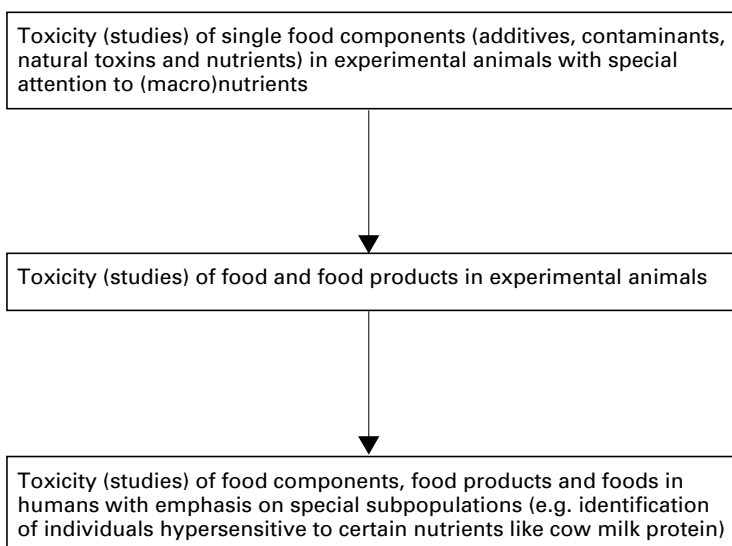 Toxicity (studies) of single food components (additives, contaminants,
natural toxins and nutrients) in experimental animals with special
attention to (macro)nutrients
Toxicity (studies) of food and food products in experimental animals
Toxicity (studies) of food components, food products and foods in
humans with emphasis on special subpopulations (e.g. identification
of individuals hypersensitive to certain nutrients like cow milk protein)